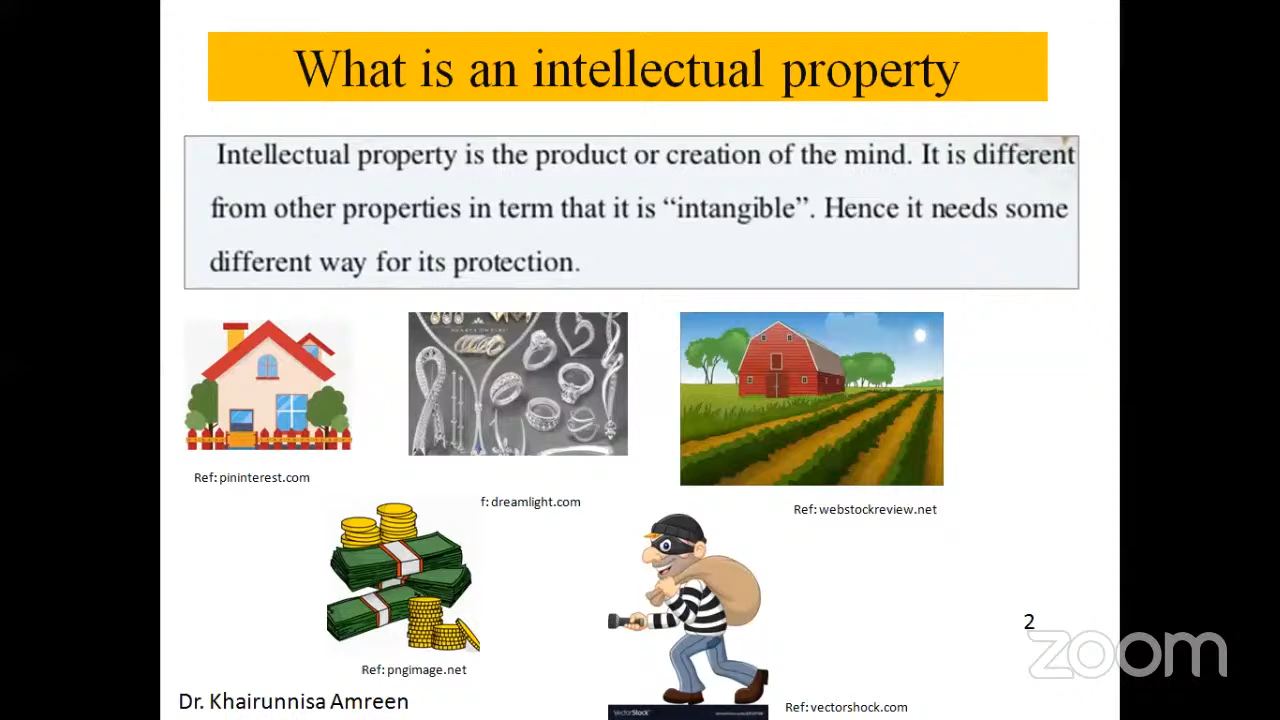 What is an intellectual property
Intellectual property is the product or creation of the mind. It is different
from other properties in term that it is “intangible”. Hence it needs some
different way for its protection.
Ref: pininterest.com
f: dreamlight.com
Ref: webstockreview.net
Ref: pngimage.net
VectorStock
Ref: vectorshock.com
2
zoom
Dr. Khairunnisa Amreen